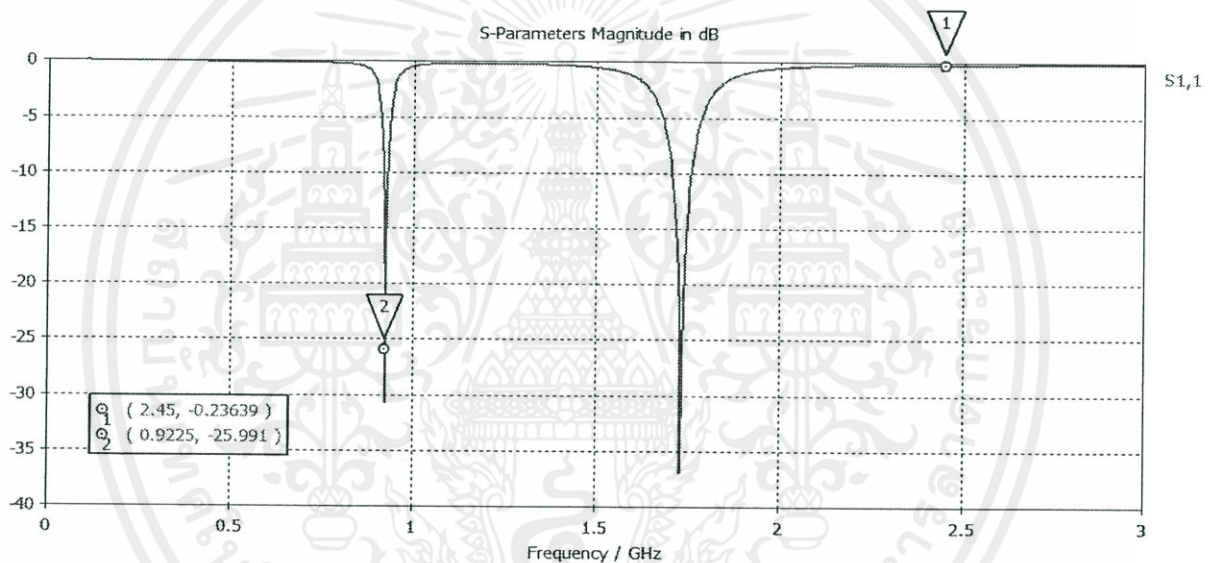 1
S-Parameters Magnitude in dB
0
-5
-10
-15
-20
-25
-30
-35
-40
S1,1
2
1 ( 2.45, -0.23639 )
2 ( 0.9225, -25.991 )
0 0.5 1 1.5 2 2.5 3
Frequency / GHz